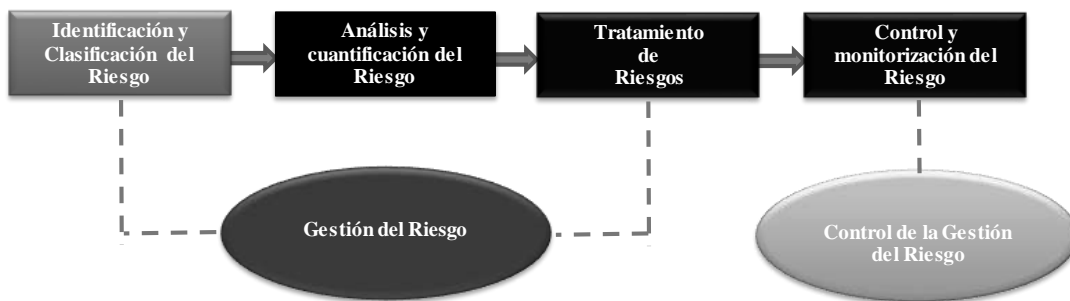 Identificación y
Clasificación del
Riesgo
Análisis y
cuantificación del
Riesgo
Tratamiento
de
Riesgos
Control y
monitorización del
Riesgo
Gestión del Riesgo
Control de la Gestión
del Riesgo